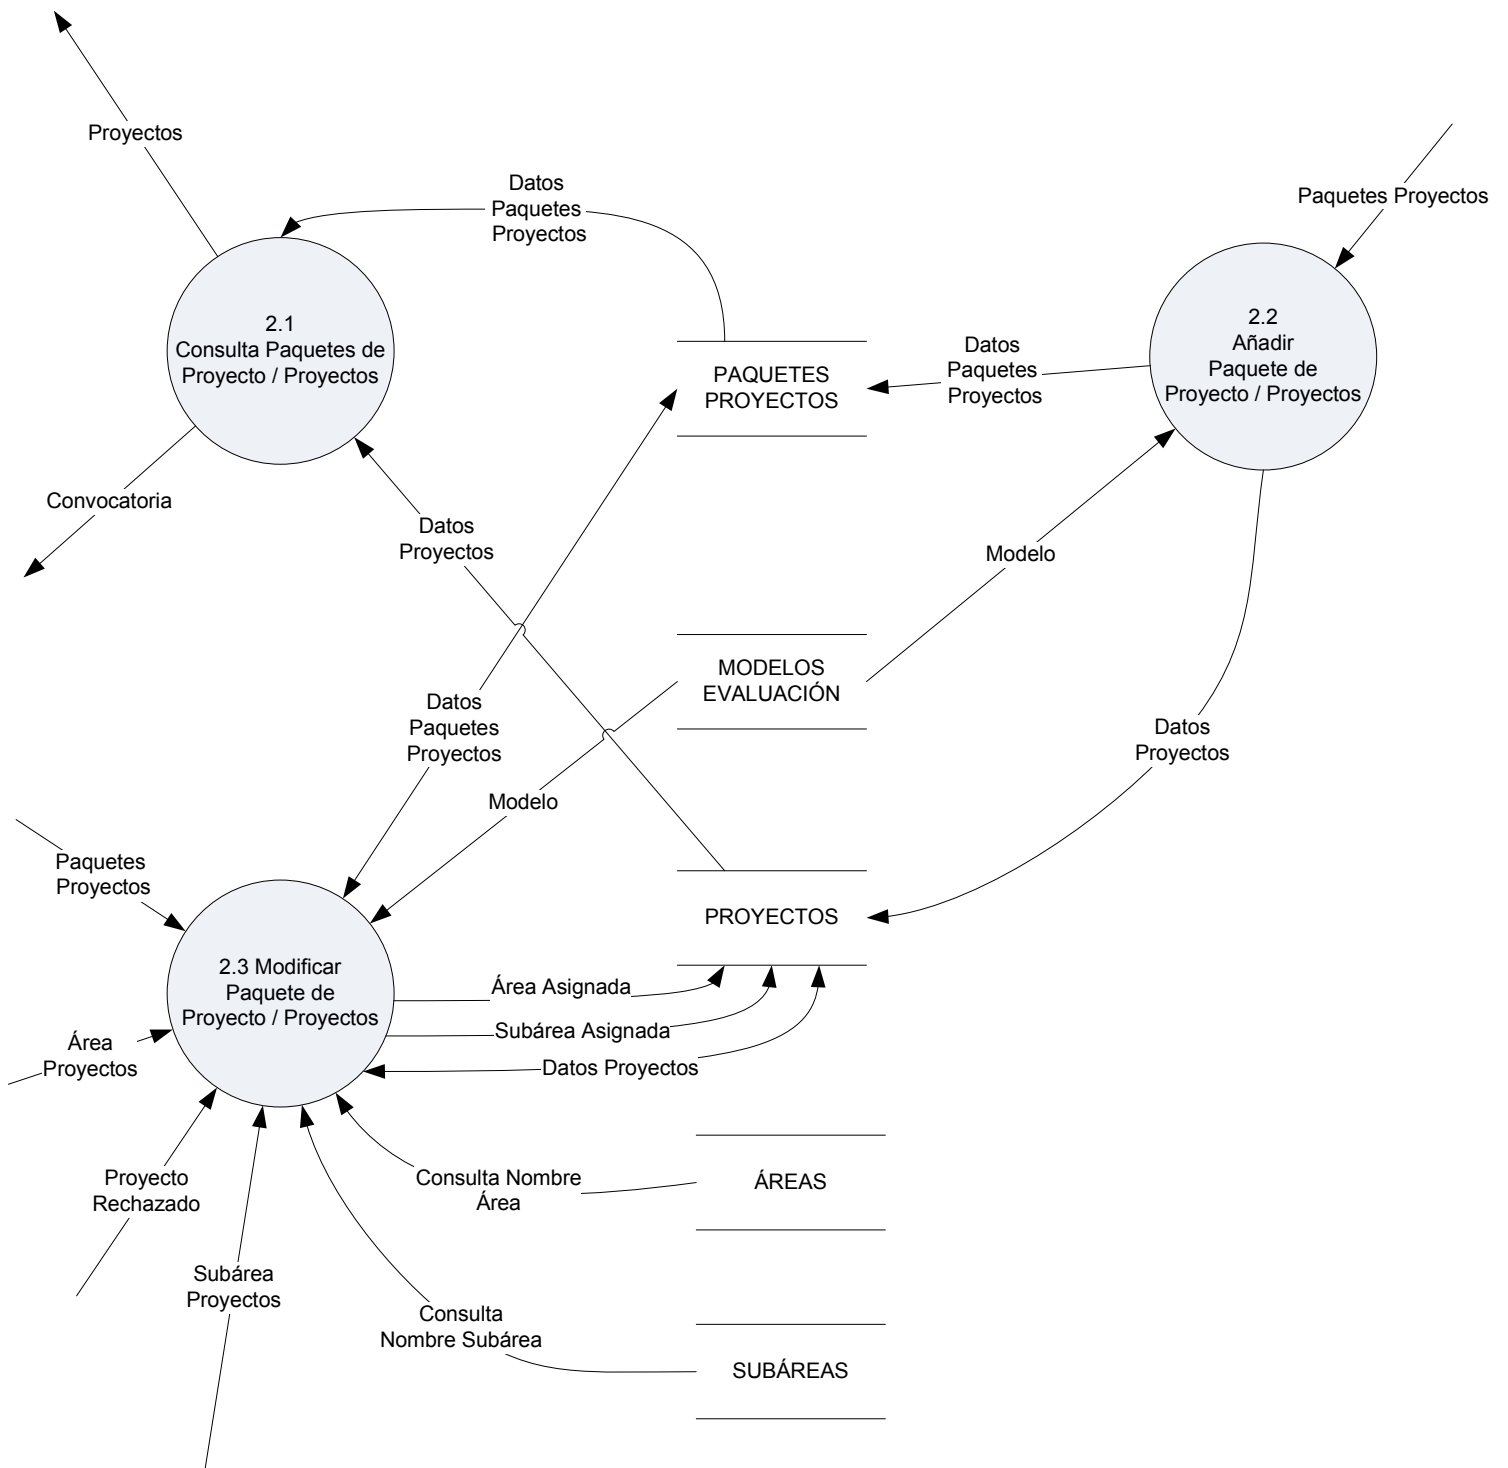 Proyectos
Datos
Paquetes
Proyectos
Paquetes Proyectos
2.1
Consulta Paquetes de
Proyecto / Proyectos
2.2
Añadir
Paquete de
Proyecto / Proyectos
PAQUETES
PROYECTOS
Datos
Paquetes
Proyectos
Convocatoria
Datos
Proyectos
Modelo
MODELOS
EVALUACIÓN
Datos
Paquetes
Proyectos
Datos
Proyectos
Modelo
Paquetes
Proyectos
PROYECTOS
2.3 Modificar
Paquete de
Proyecto / Proyectos
Área Asignada
Subárea Asignada
Datos Proyectos
Área
Proyectos
Proyecto
Rechazado
Consulta Nombre
Área
ÁREAS
Subárea
Proyectos
Consulta
Nombre Subárea
SUBÁREAS